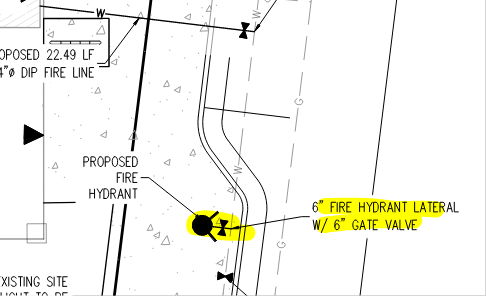 W
W
OPOSED 22.49 LF
4"ø DIP FIRE LINE
G
PROPOSED
FIRE
HYDRANT
W
6" FIRE HYDRANT LATERAL
W/ 6" GATE VALVE
W
G
XISTING SITE